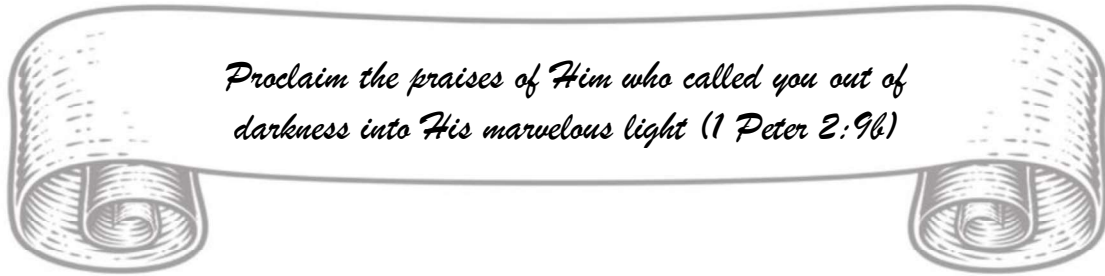 Proclaim the praises of Him who called you out of
darkness into His marvelous light (1 Peter 2:9b)